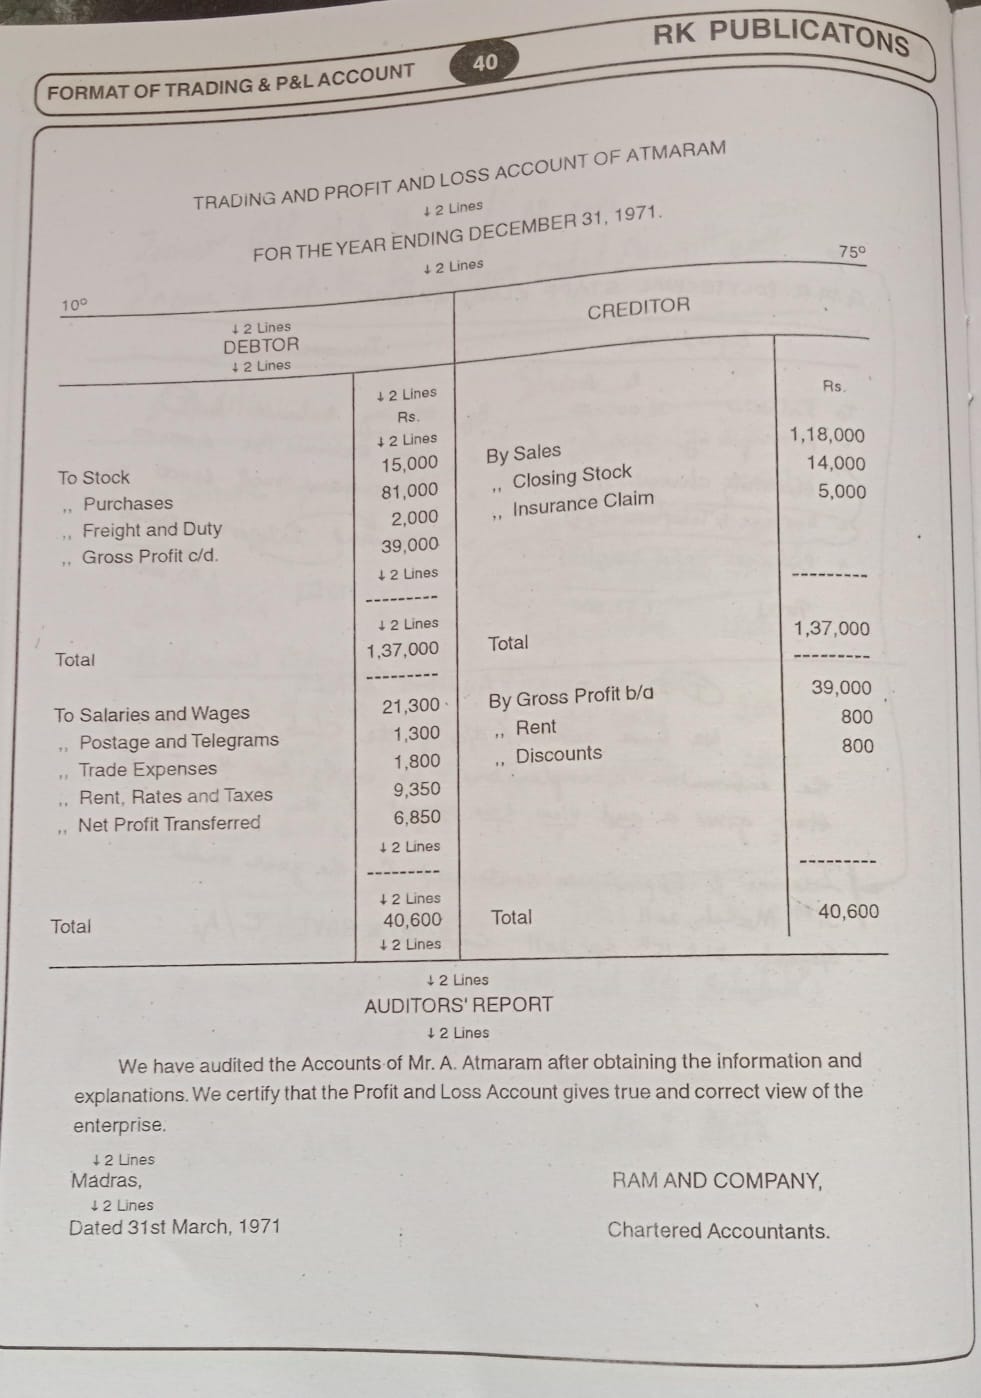 RK PUBLICATONS
40
FORMAT OF TRADING & P&L ACCOUNT
TRADING AND PROFIT AND LOSS ACCOUNT OF ATMARAM
↓ 2 Lines
FOR THE YEAR ENDING DECEMBER 31, 1971.
↓ 2 Lines
10º 75º
↓ 2 Lines
DEBTOR CREDITOR
↓ 2 Lines
↓ 2 Lines
Rs. Rs.
↓ 2 Lines
To Stock 15,000 By Sales 1,18,000
,, Purchases 81,000 ,, Closing Stock 14,000
,, Freight and Duty 2,000 ,, Insurance Claim 5,000
,, Gross Profit c/d. 39,000
↓ 2 Lines
--------- ---------
↓ 2 Lines
Total 1,37,000 Total 1,37,000
--------- ---------
To Salaries and Wages 21,300 By Gross Profit b/d 39,000
,, Postage and Telegrams 1,300 ,, Rent 800
,, Trade Expenses 1,800 ,, Discounts 800
,, Rent, Rates and Taxes 9,350
,, Net Profit Transferred 6,850
↓ 2 Lines
--------- ---------
↓ 2 Lines
Total 40,600 Total 40,600
↓ 2 Lines
↓ 2 Lines
AUDITORS' REPORT
↓ 2 Lines
We have audited the Accounts of Mr. A. Atmaram after obtaining the information and
explanations. We certify that the Profit and Loss Account gives true and correct view of the
enterprise.
↓ 2 Lines
Madras, RAM AND COMPANY,
↓ 2 Lines
Dated 31st March, 1971 Chartered Accountants.